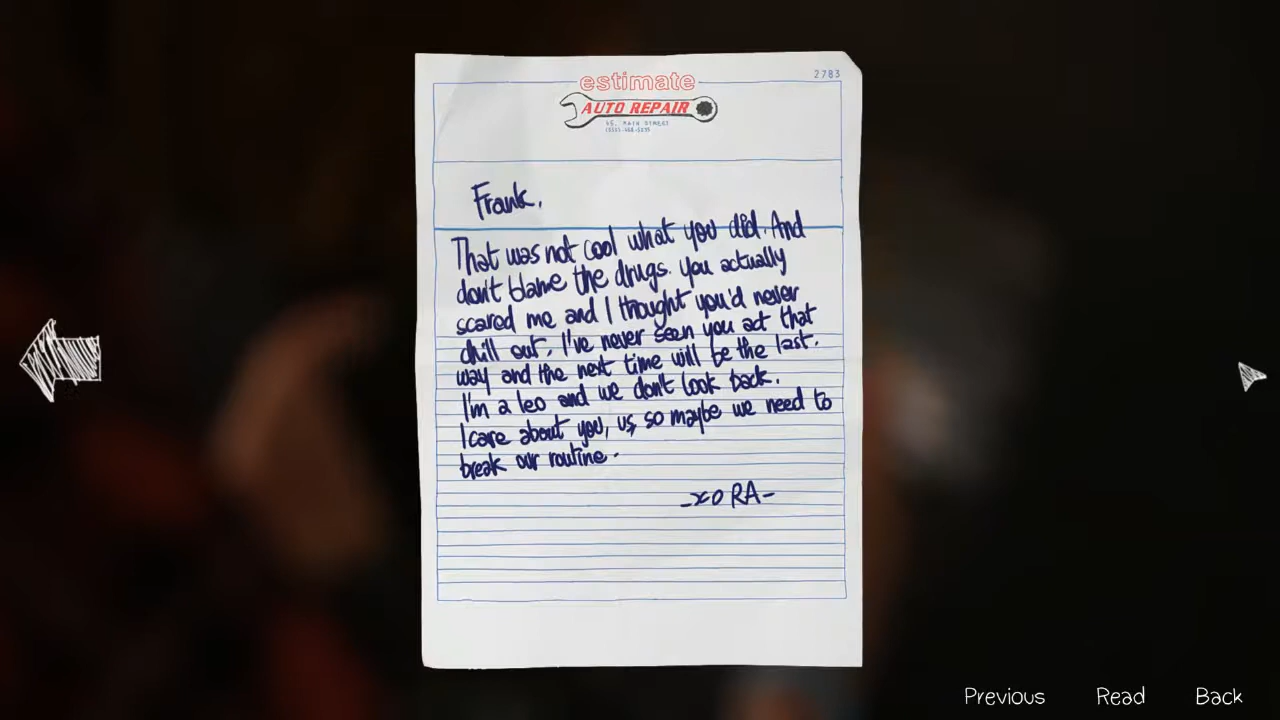 2783
estimate
AUTO REPAIR
Frank,
That was not cool what you did. And
don't blame the drugs. You actually
scared me and I thought you'd never
chill out. I've never seen you act that
way and the next time will be the last.
I'm a leo and we don't look back.
I care about you, us, so maybe we need to
break our routine.
-xo RA-
Previous Read Back